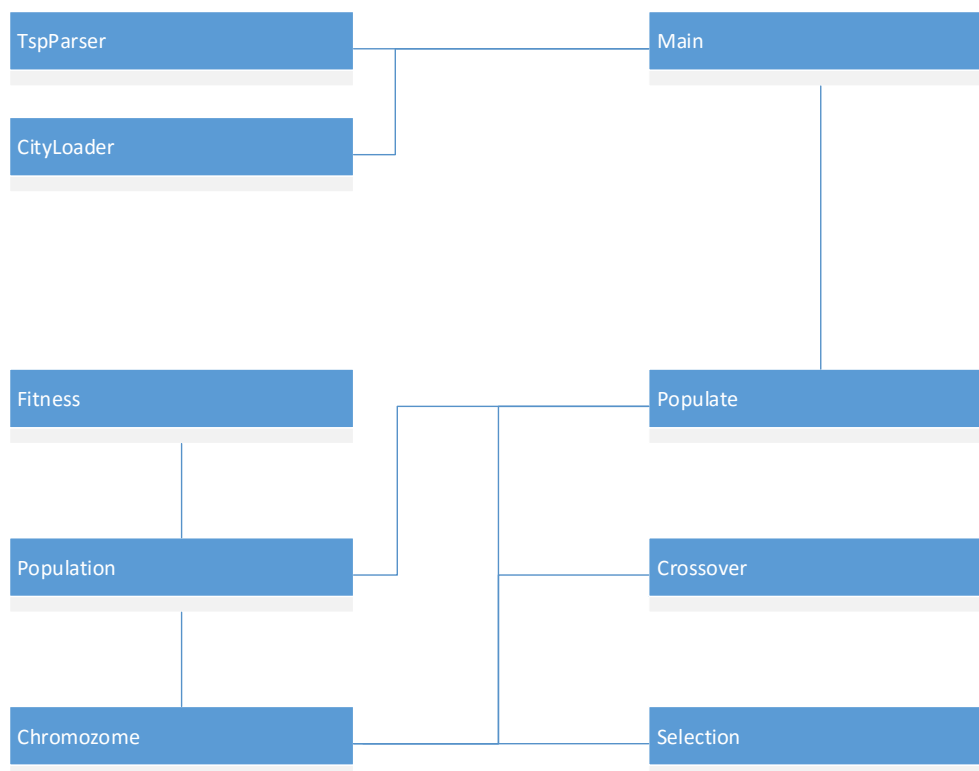 TspParser
Main
CityLoader
Fitness
Populate
Population
Crossover
Chromozome
Selection